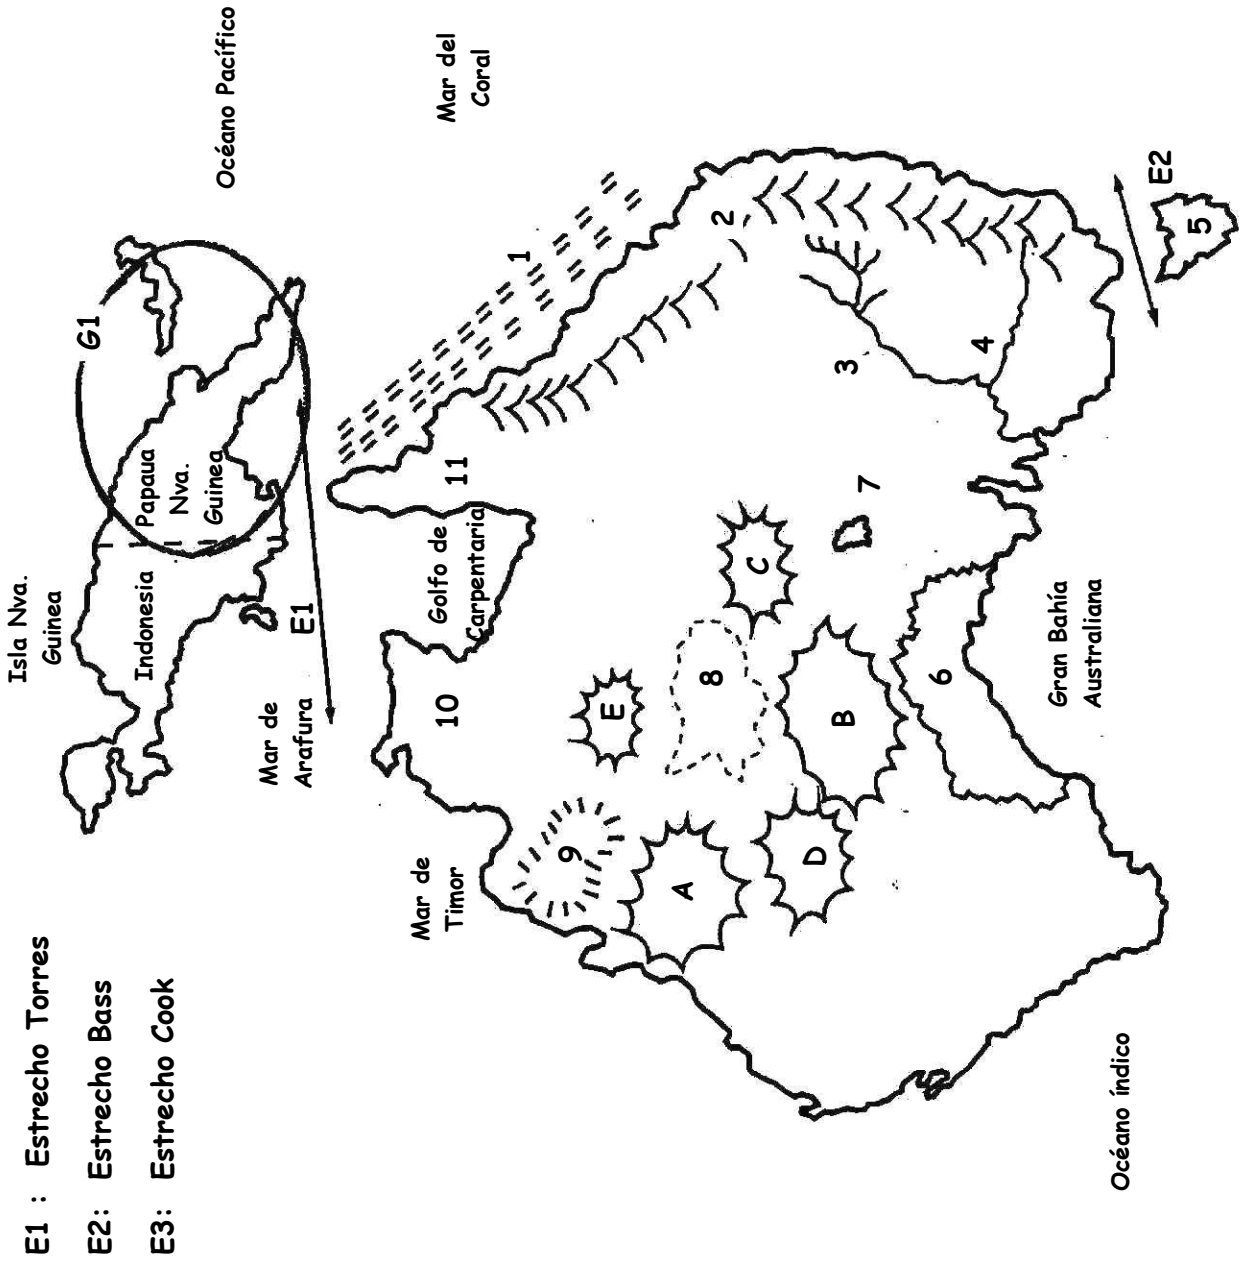 E1 : Estrecho Torres
E2: Estrecho Bass
E3: Estrecho Cook
Isla Nva.
Guinea
G1
Océano Pacífico
Indonesia
Papaua
Nva.
Guinea
Mar de
Arafura
E1
Mar del
Coral
Mar de
Timor
10
Golfo de
Carpentaria
11
1
9
E
A
8
C
2
D
B
7
3
6
4
Gran Bahía
Australiana
E2
5
Océano índico